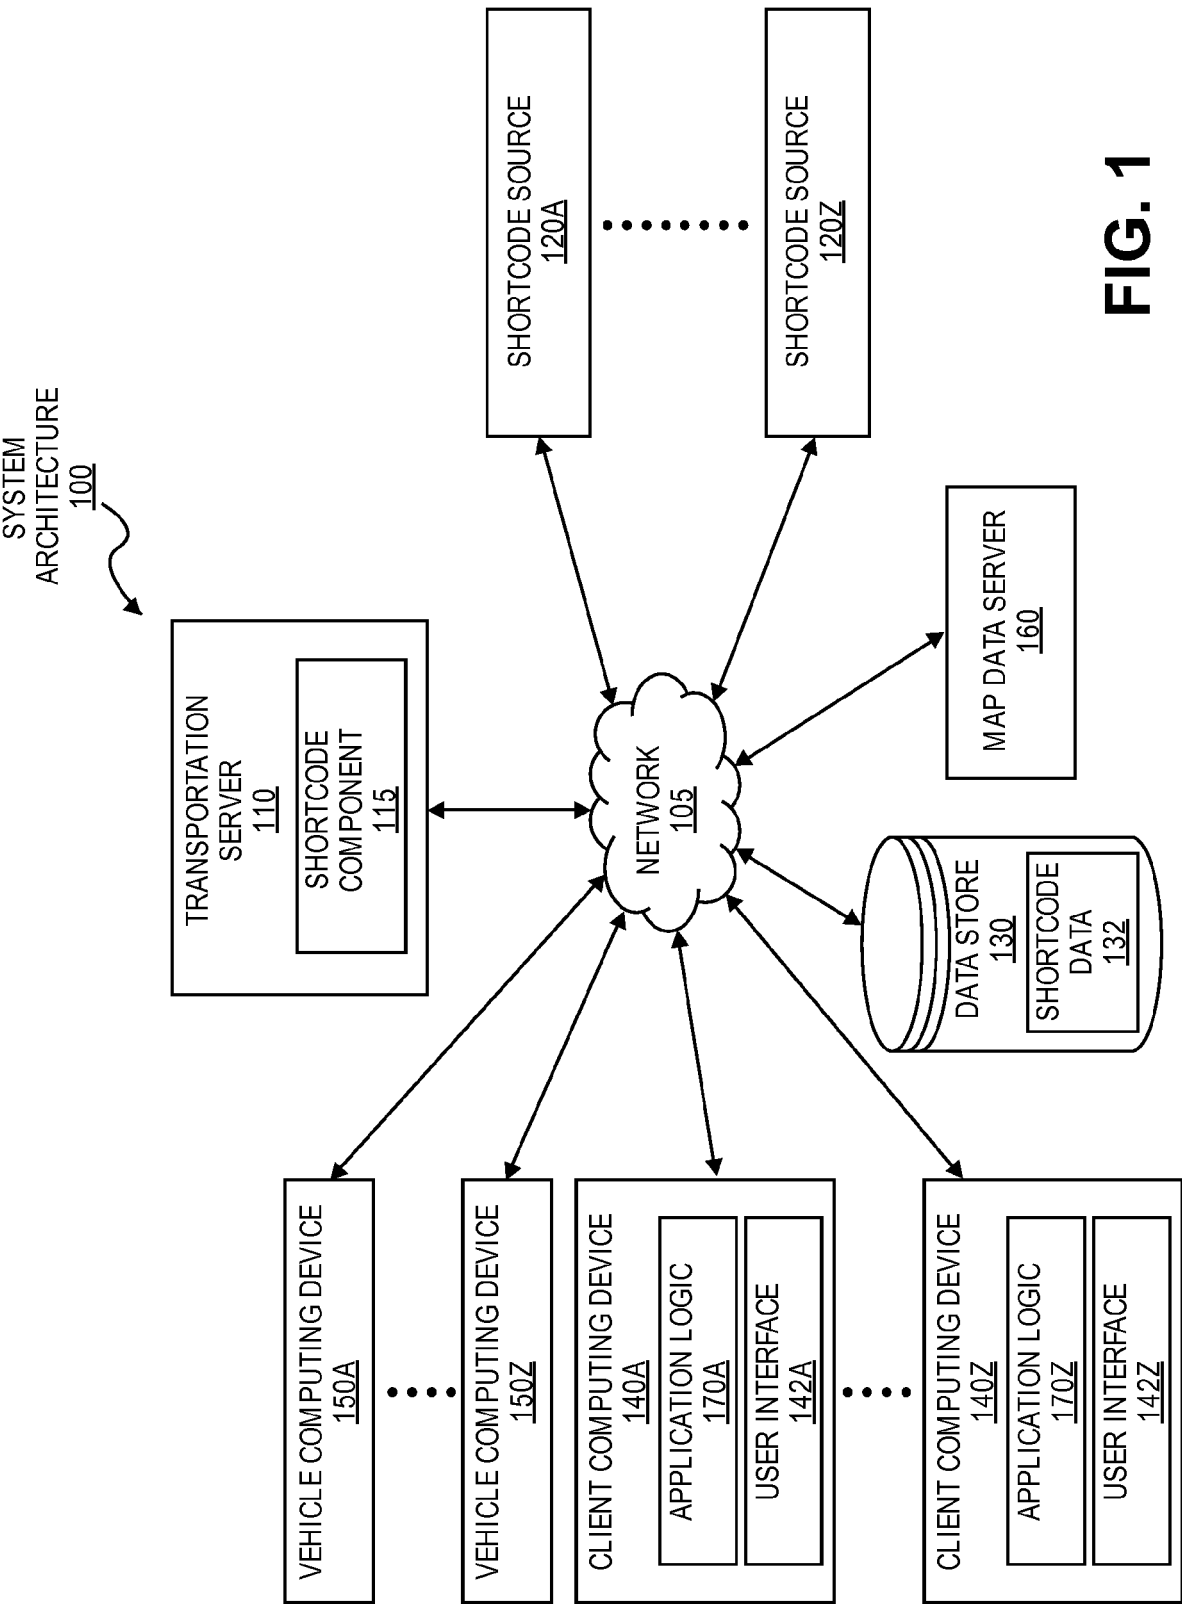 SYSTEM
ARCHITECTURE
100
TRANSPORTATION
SERVER
110
SHORTCODE
COMPONENT
115
VEHICLE COMPUTING DEVICE
150A
VEHICLE COMPUTING DEVICE
150Z
CLIENT COMPUTING DEVICE
140A
APPLICATION LOGIC
170A
USER INTERFACE
142A
CLIENT COMPUTING DEVICE
140Z
APPLICATION LOGIC
170Z
USER INTERFACE
142Z
NETWORK
105
SHORTCODE SOURCE
120A
SHORTCODE SOURCE
120Z
DATA STORE
130
SHORTCODE
DATA
132
MAP DATA SERVER
160
FIG. 1